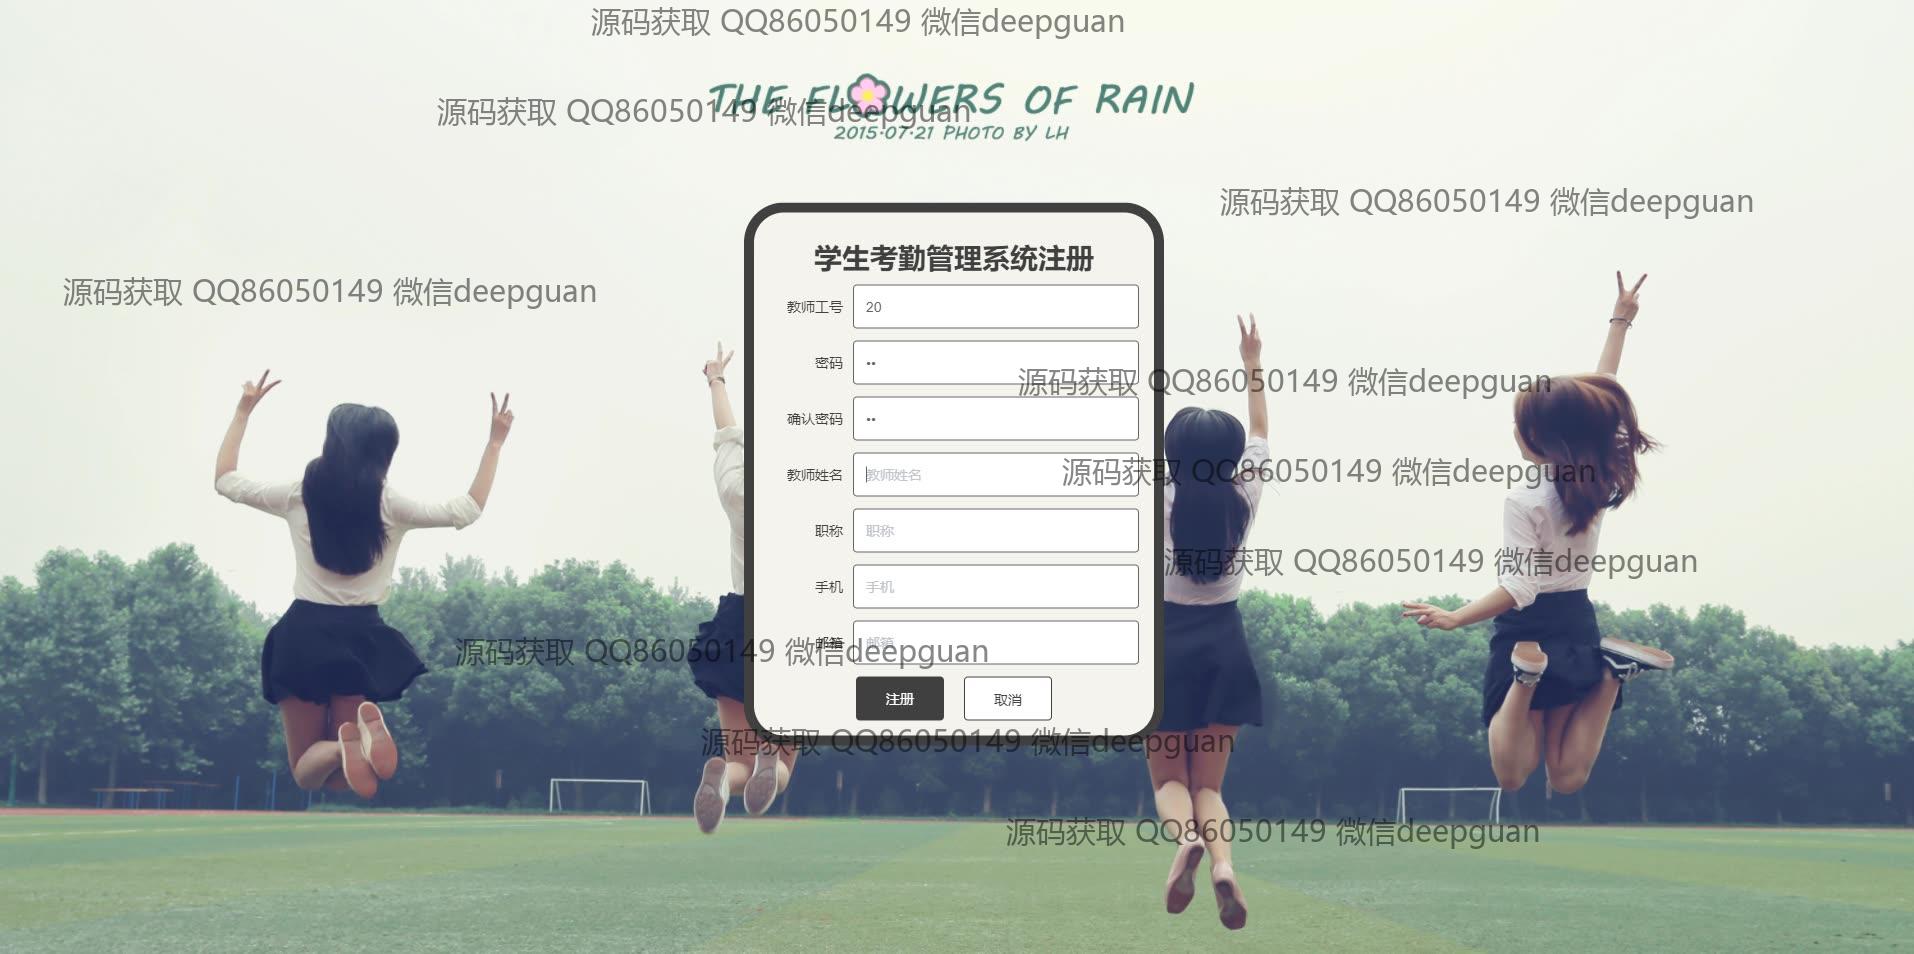 源码获取 QQ86050149 微信deepguan
THE FLOWERS OF RAIN
源码获取 QQ86050149 微信deepguan
2015·07·21 PHOTO BY LH
源码获取 QQ86050149 微信deepguan
学生考勤管理系统注册
源码获取 QQ86050149 微信deepguan
教师工号 20
密码 ••
源码获取 QQ86050149 微信deepguan
确认密码 ••
教师姓名 教师姓名
源码获取 QQ86050149 微信deepguan
职称 职称
源码获取 QQ86050149 微信deepguan
手机 手机
邮箱 邮箱
源码获取 QQ86050149 微信deepguan
注册 取消
源码获取 QQ86050149 微信deepguan
源码获取 QQ86050149 微信deepguan